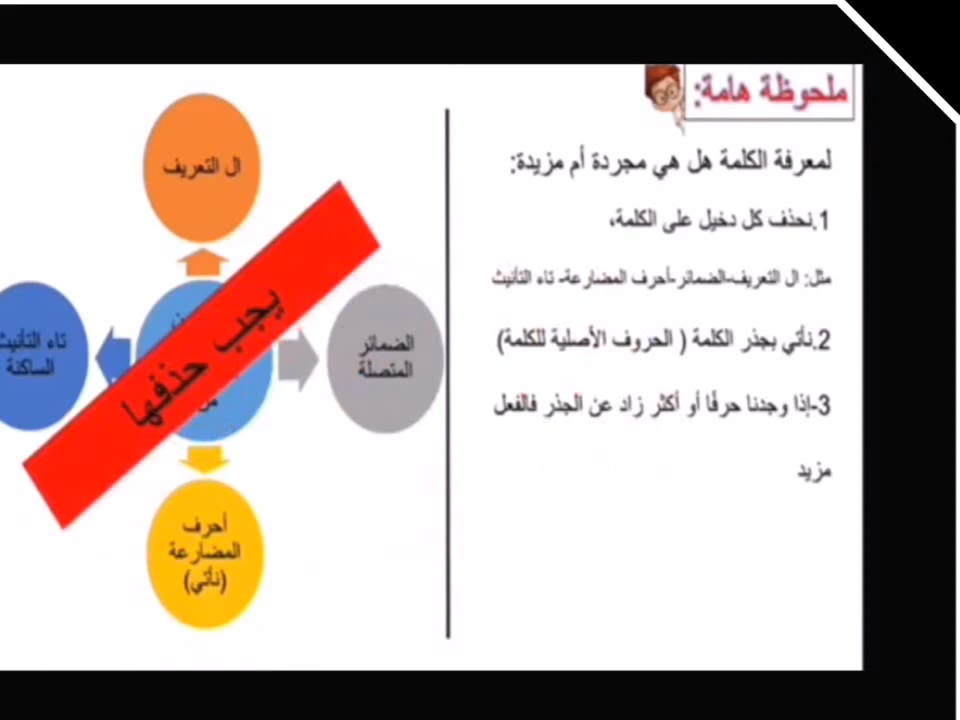 ملحوظة هامة:
لمعرفة الكلمة هل هي مجردة أم مزيدة:
1.نحذف كل دخيل على الكلمة،
مثل: ال التعريف-الضمائر-أحرف المضارعة- تاء التأنيث
2.نأتي بجذر الكلمة ( الحروف الأصلية للكلمة)
3-إذا وجدنا حرفًا أو أكثر زاد عن الجذر فالفعل
مزيد
ال التعريف
الضمائر
المتصلة
يجب حذفها
تاء التأنيث
الساكنة
أحرف
المضارعة
(نأتي)